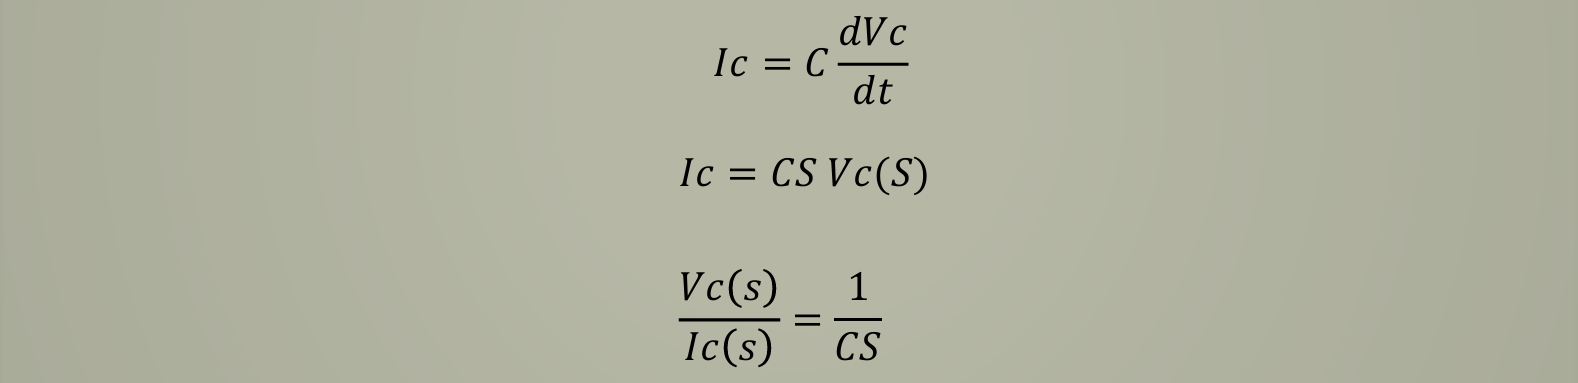 Ic = C dVc/dt
Ic = CS Vc(S)
Vc(s)/Ic(s) = 1/CS